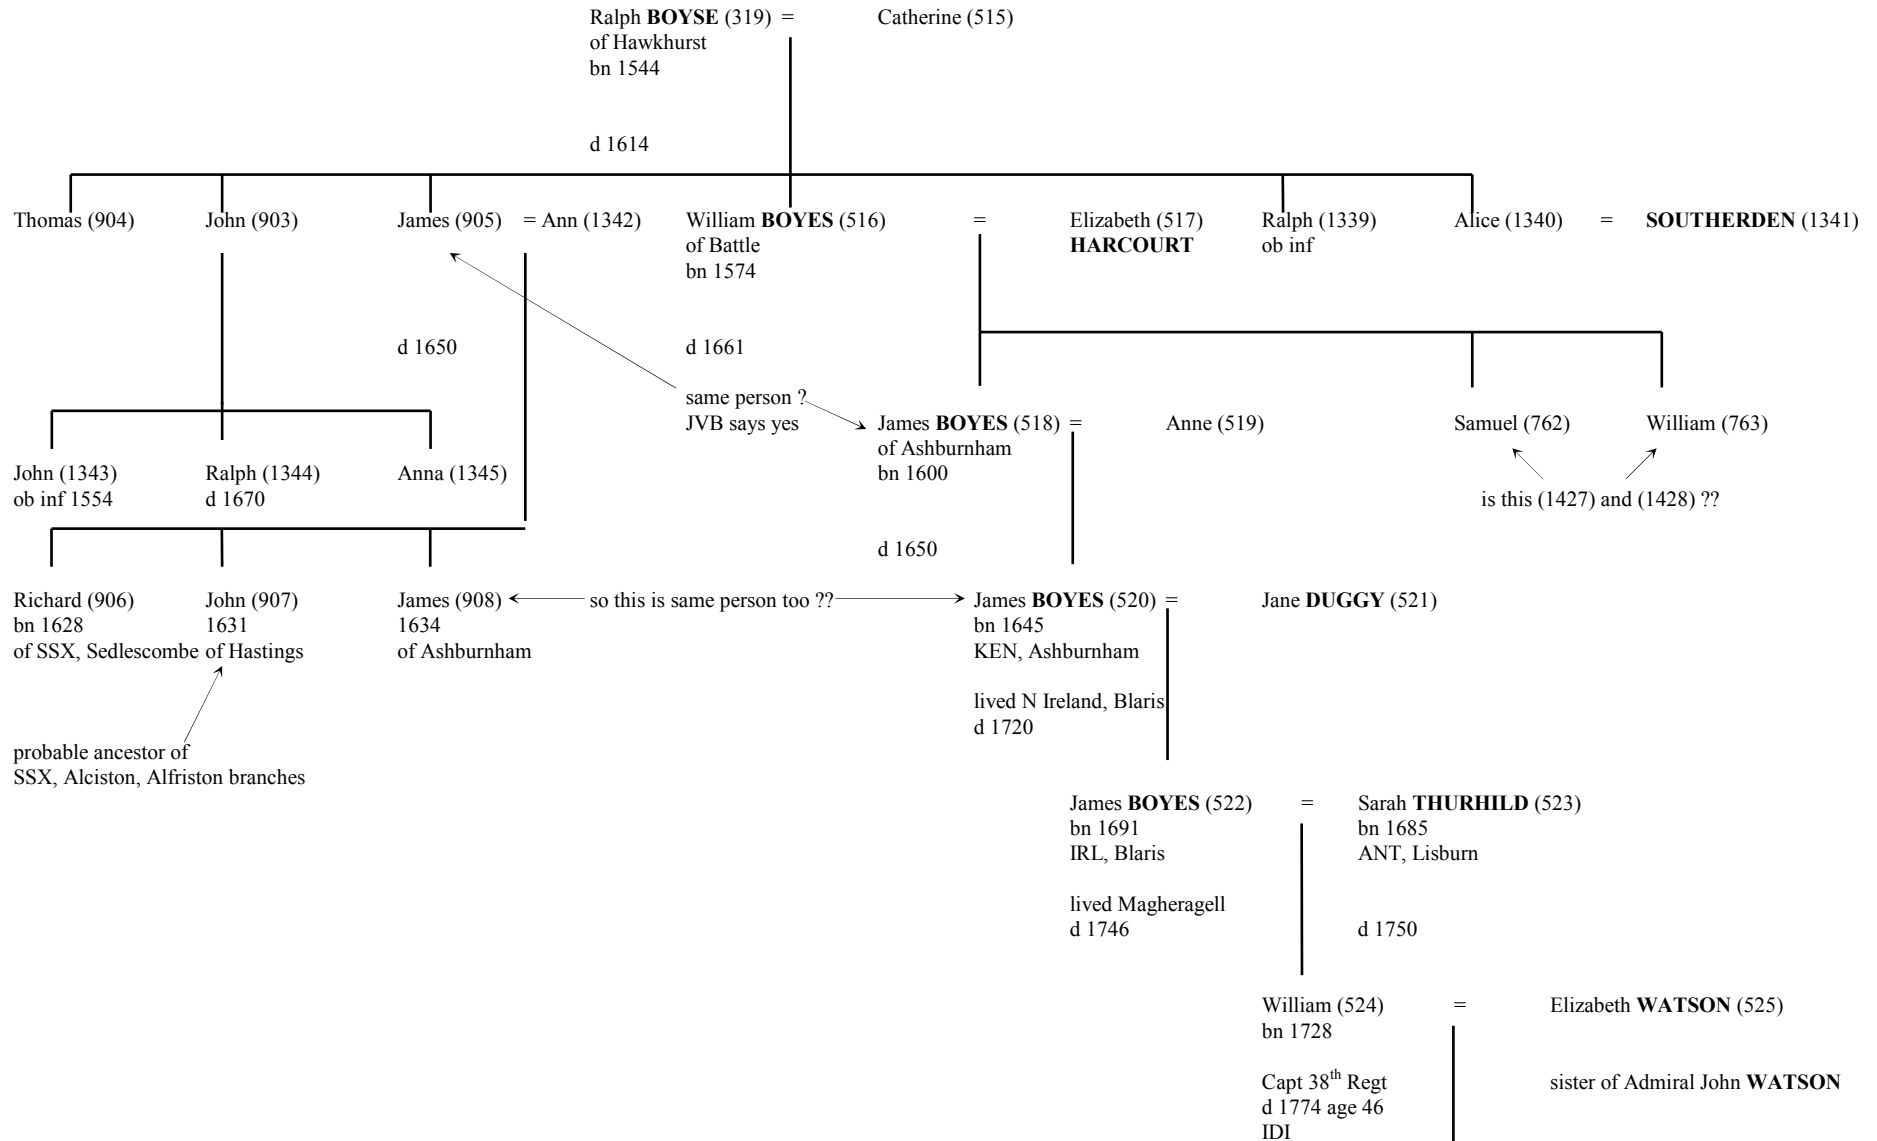 Ralph BOYSE (319) = Catherine (515)
of Hawkhurst
bn 1544
d 1614
Thomas (904) John (903) James (905) = Ann (1342) William BOYES (516) = Elizabeth (517) Ralph (1339) Alice (1340) = SOUTHERDEN (1341)
of Battle HARCOURT ob inf
bn 1574
d 1650 d 1661
same person ?
JVB says yes James BOYES (518) = Anne (519) Samuel (762) William (763)
of Ashburnham
John (1343) Ralph (1344) Anna (1345) bn 1600
ob inf 1554 d 1670 is this (1427) and (1428) ??
d 1650
Richard (906) John (907) James (908) so this is same person too ?? James BOYES (520) = Jane DUGGY (521)
bn 1628 1631 1634 bn 1645
of SSX, Sedlescombe of Hastings of Ashburnham KEN, Ashburnham
lived N Ireland, Blaris
d 1720
probable ancestor of
SSX, Alciston, Alfriston branches
James BOYES (522) = Sarah THURHILD (523)
bn 1691 bn 1685
IRL, Blaris ANT, Lisburn
lived Magheragell
d 1746 d 1750
William (524) = Elizabeth WATSON (525)
bn 1728
Capt 38th Regt sister of Admiral John WATSON
d 1774 age 46
IDI